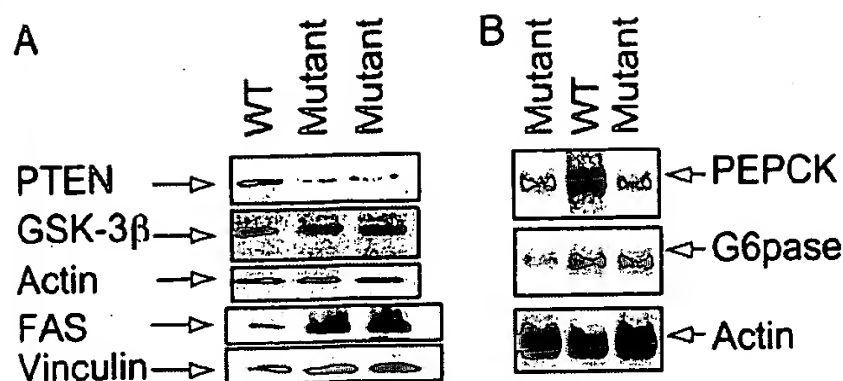 A
WT
Mutant
Mutant
PTEN
GSK-3β
Actin
FAS
Vinculin
B
Mutant
WT
Mutant
PEPCK
G6pase
Actin